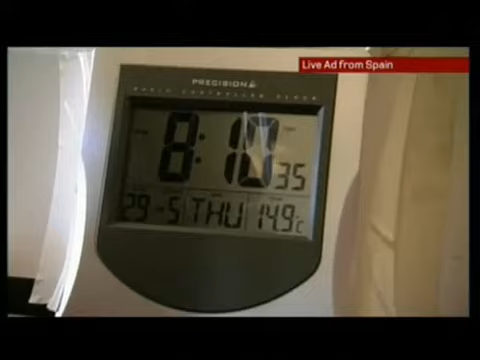 Live Ad from Spain
PRECISION
RADIO CONTROLLED CLOCK
8:10 35
29-5 THU 14.9°C